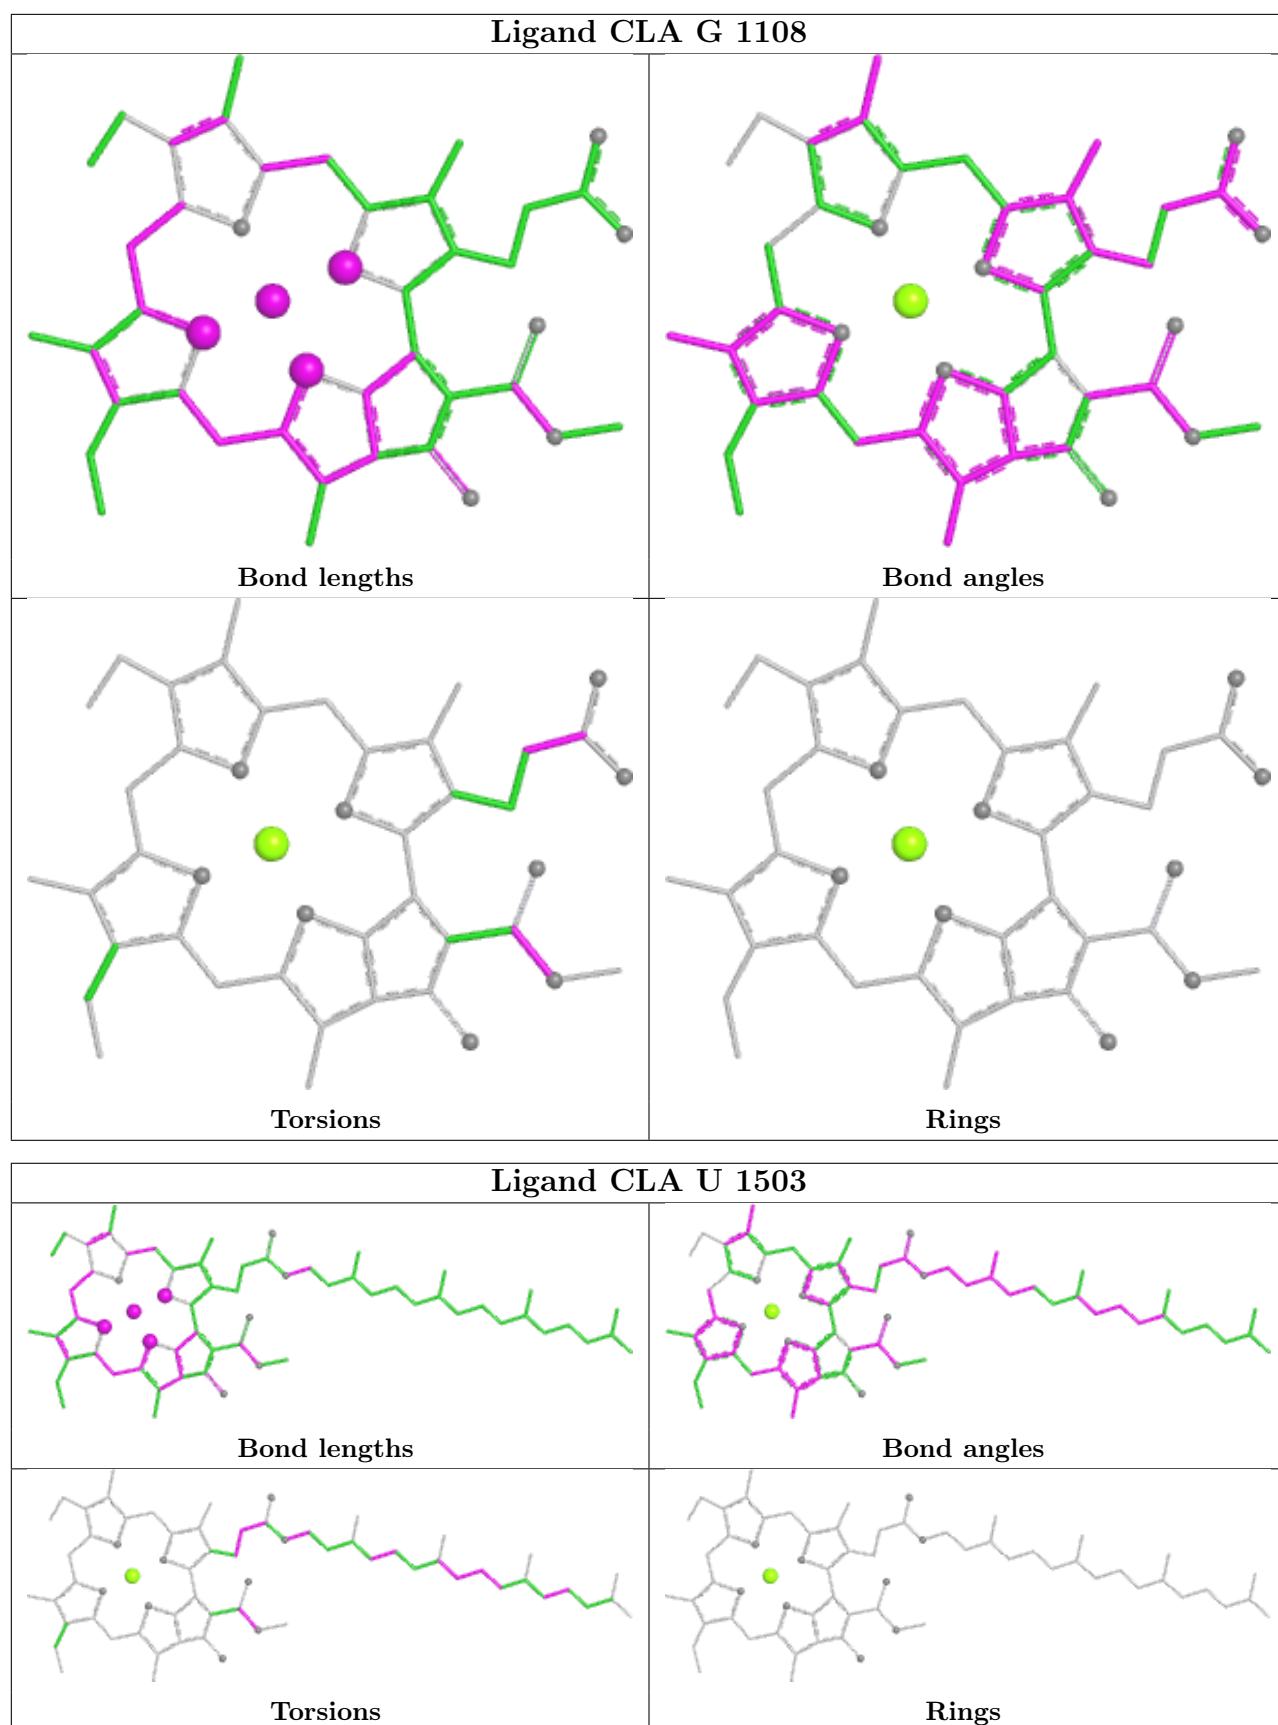 Ligand CLA G 1108
Bond lengths
Bond angles
Torsions
Rings
Ligand CLA U 1503
Bond lengths
Bond angles
Torsions
Rings